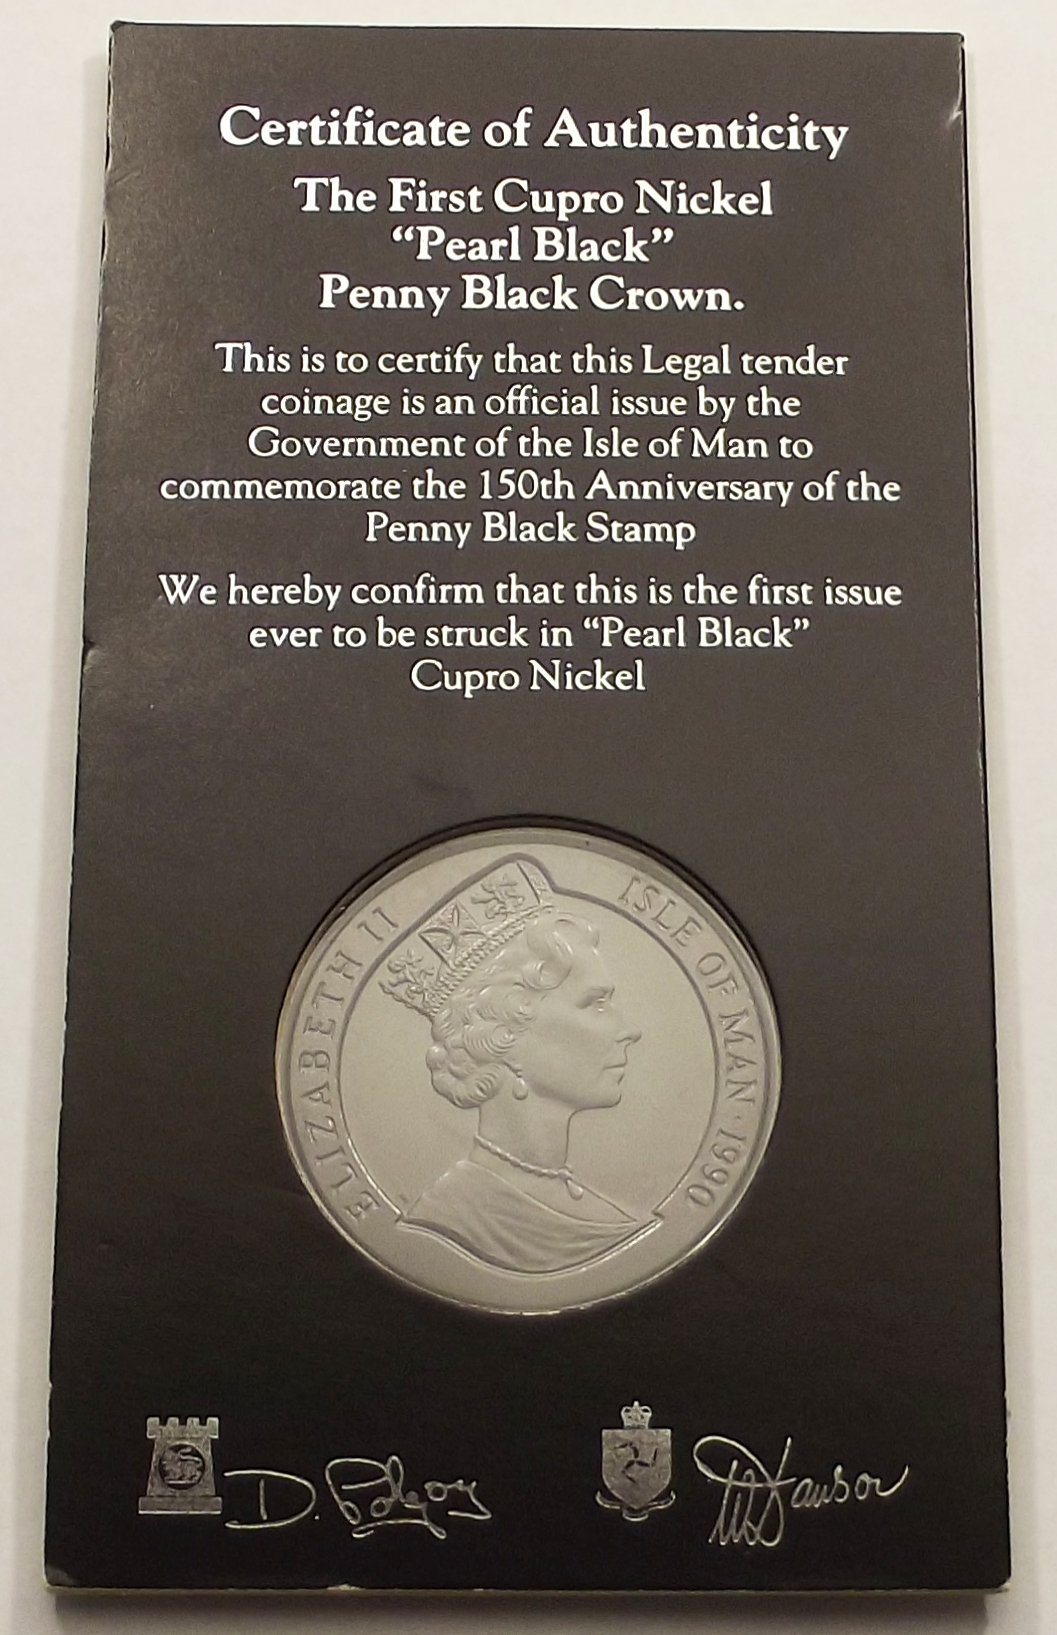 Certificate of Authenticity
The First Cupro Nickel
“Pearl Black”
Penny Black Crown.
This is to certify that this Legal tender
coinage is an official issue by the
Government of the Isle of Man to
commemorate the 150th Anniversary of the
Penny Black Stamp
We hereby confirm that this is the first issue
ever to be struck in “Pearl Black”
Cupro Nickel
ELIZABETH II
ISLE OF MAN · 1990